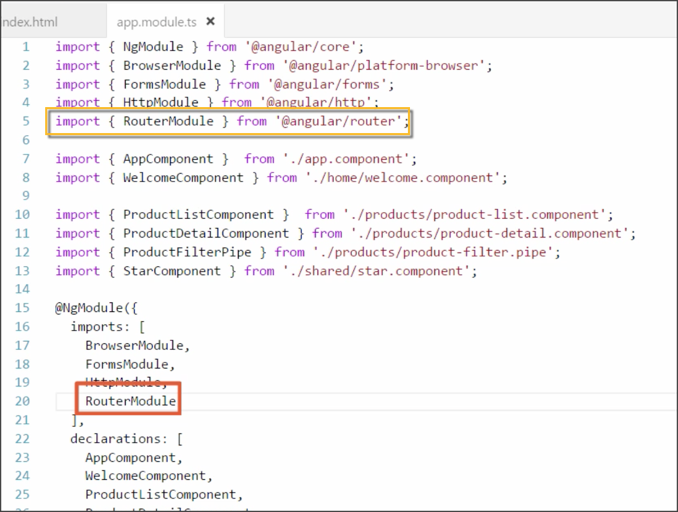 ndex.html app.module.ts ×
1 import { NgModule } from '@angular/core';
2 import { BrowserModule } from '@angular/platform-browser';
3 import { FormsModule } from '@angular/forms';
4 import { HttpModule } from '@angular/http';
5 import { RouterModule } from '@angular/router';
6
7 import { AppComponent }  from './app.component';
8 import { WelcomeComponent } from './home/welcome.component';
9
10 import { ProductListComponent }  from './products/product-list.component';
11 import { ProductDetailComponent } from './products/product-detail.component';
12 import { ProductFilterPipe } from './products/product-filter.pipe';
13 import { StarComponent } from './shared/star.component';
14
15 @NgModule({
16   imports: [
17     BrowserModule,
18     FormsModule,
19     HttpModule,
20     RouterModule
21   ],
22   declarations: [
23     AppComponent,
24     WelcomeComponent,
25     ProductListComponent,
26     ProductDetailComponent